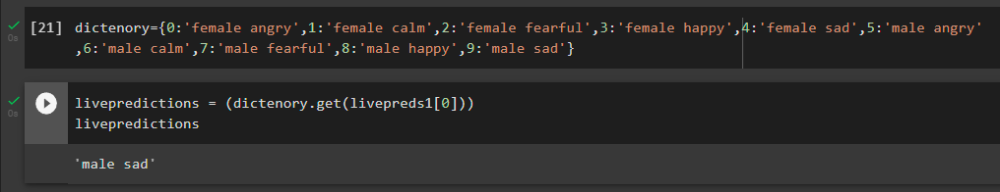 [21] dictenory={0:'female angry',1:'female calm',2:'female fearful',3:'female happy',4:'female sad',5:'male angry'
0s
,6:'male calm',7:'male fearful',8:'male happy',9:'male sad'}
livepredictions = (dictenory.get(livepreds1[0]))
0s
livepredictions
'male sad'